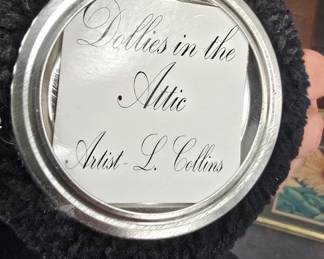 Dollies in the
Attic
Artist - L. Collins